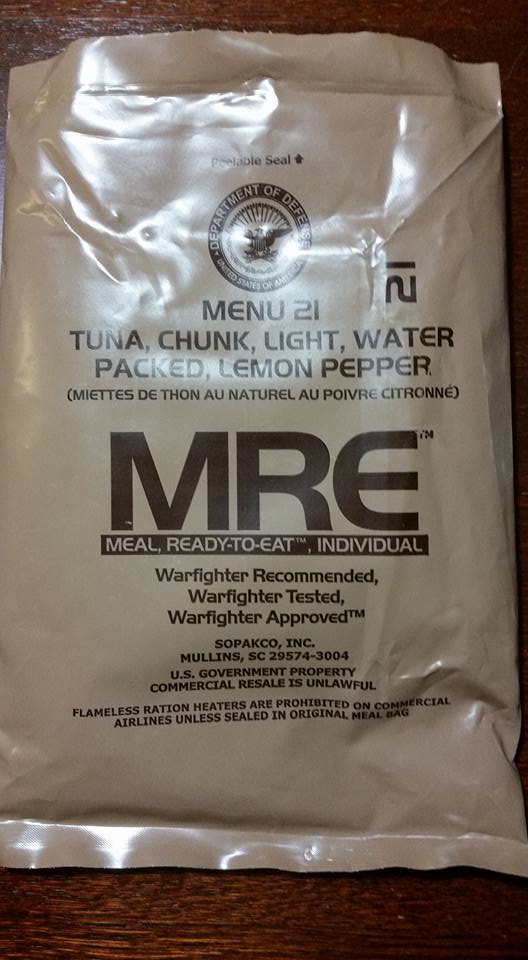 Peelable Seal
DEPARTMENT OF DEFENSE
UNITED STATES OF AMERICA
21
MENU 21
TUNA, CHUNK, LIGHT, WATER
PACKED, LEMON PEPPER
(MIETTES DE THON AU NATUREL AU POIVRE CITRONNÉ)
MRE™
MEAL, READY-TO-EAT™, INDIVIDUAL
Warfighter Recommended,
Warfighter Tested,
Warfighter Approved™
SOPAKCO, INC.
MULLINS, SC 29574-3004
U.S. GOVERNMENT PROPERTY
COMMERCIAL RESALE IS UNLAWFUL
FLAMELESS RATION HEATERS ARE PROHIBITED ON COMMERCIAL
AIRLINES UNLESS SEALED IN ORIGINAL MEAL BAG